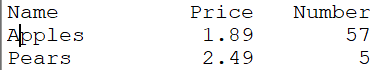 Name Price Number
Apples 1.89 57
Pears 2.49 5